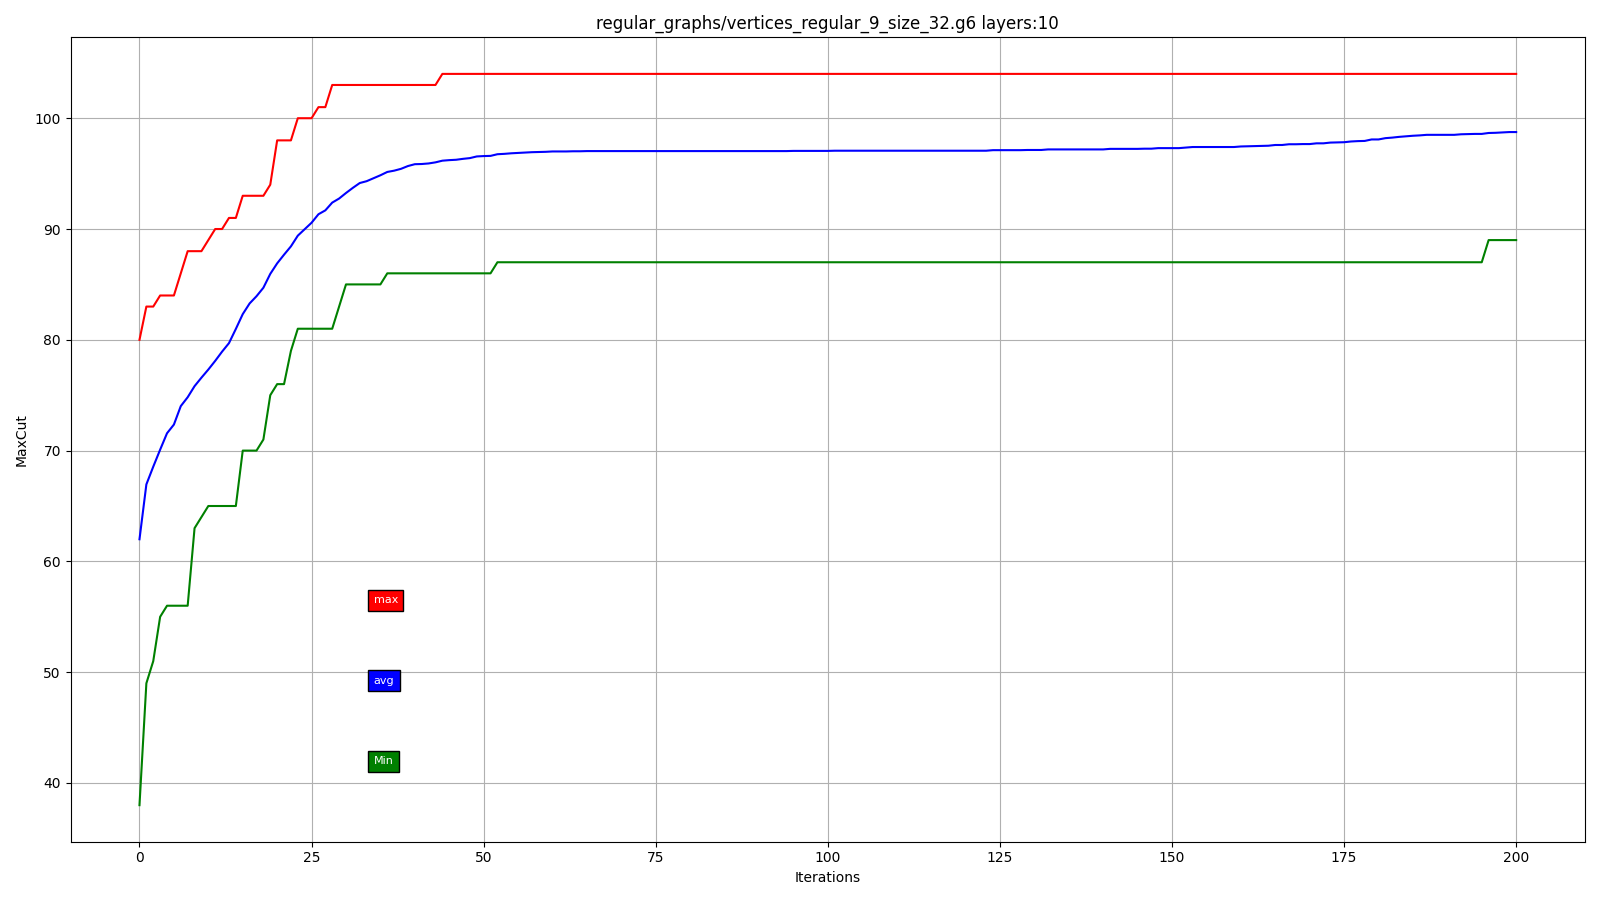 regular_graphs/vertices_regular_9_size_32.g6 layers:10
MaxCut
100
90
80
70
60
50
40
max
avg
Min
0 25 50 75 100 125 150 175 200
Iterations